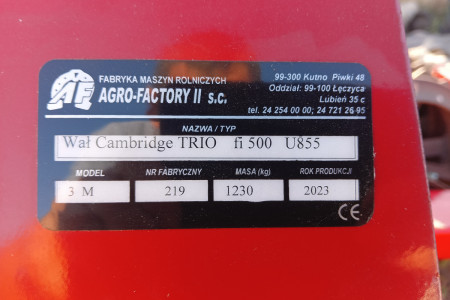 AF
FABRYKA MASZYN ROLNICZYCH
AGRO-FACTORY II s.c.
99-300 Kutno Piwki 48
Oddział: 99-100 Łęczyca
Lubień 35 c
tel. 24 254 00 00; 24 721 26 95
NAZWA / TYP
Wał Cambridge TRIO fi 500 U855
MODEL NR FABRYCZNY MASA (kg) ROK PRODUKCJI
3 M 219 1230 2023
CE